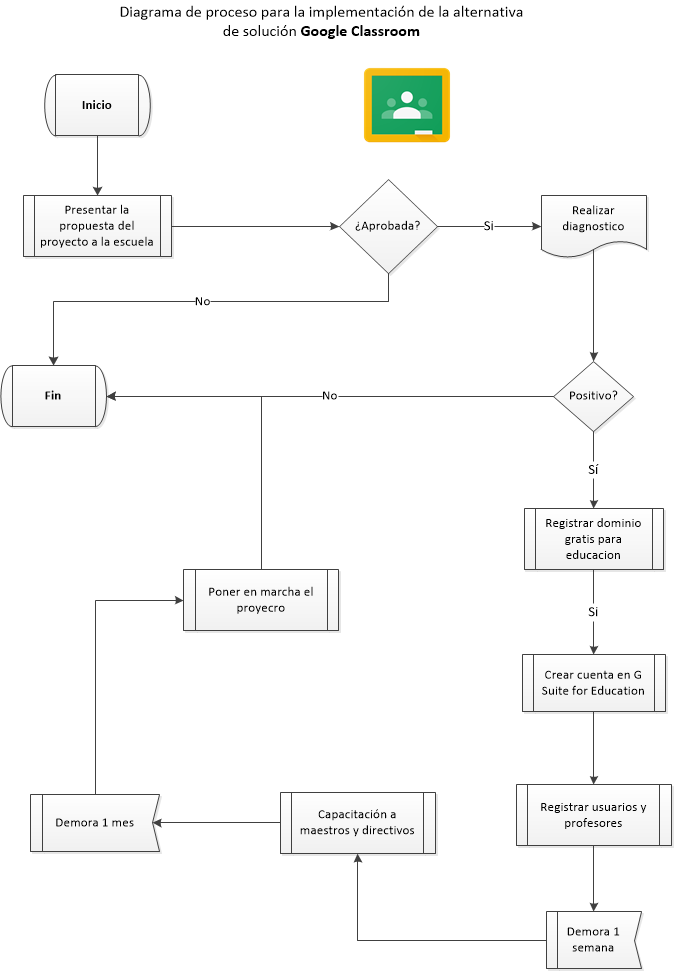 Diagrama de proceso para la implementación de la alternativa
de solución Google Classroom
Inicio
Presentar la
propuesta del
proyecto a la escuela
¿Aprobada?
Si
Realizar
diagnostico
No
Fin
No
Positivo?
Sí
Registrar dominio
gratis para
educacion
Si
Poner en marcha el
proyecro
Crear cuenta en G
Suite for Education
Registrar usuarios y
profesores
Capacitación a
maestros y directivos
Demora 1 mes
Demora 1
semana